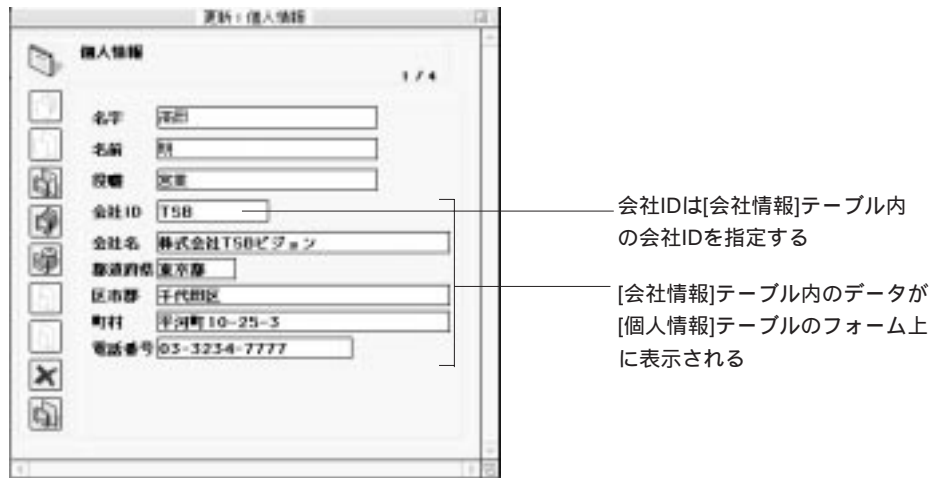 更新：個人情報
個人情報
1 / 4
名字 本田
名前
役職 営業
会社ID TSB
会社名 株式会社TSBビジョン
都道府県 東京都
区市郡 千代田区
町村 平河町10-25-3
電話番号 03-3234-7777
会社IDは[会社情報]テーブル内
の会社IDを指定する
[会社情報]テーブル内のデータが
[個人情報]テーブルのフォーム上
に表示される